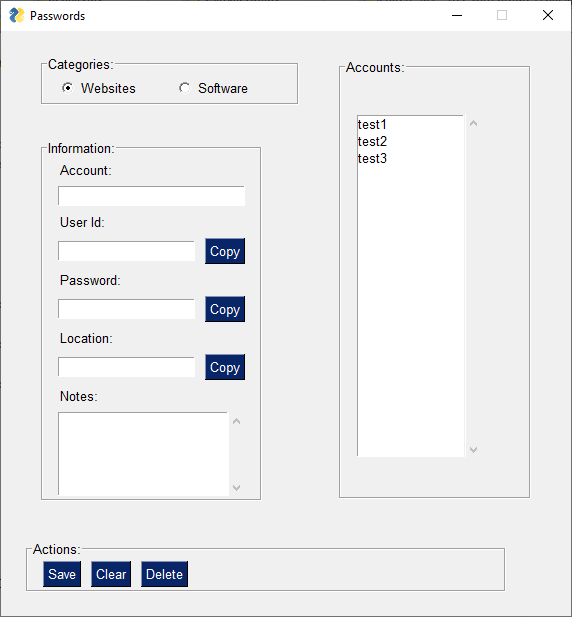 Passwords
Categories:
Websites Software
Information:
Account:
User Id:
Copy
Password:
Copy
Location:
Copy
Notes:
Accounts:
test1
test2
test3
Actions:
Save Clear Delete